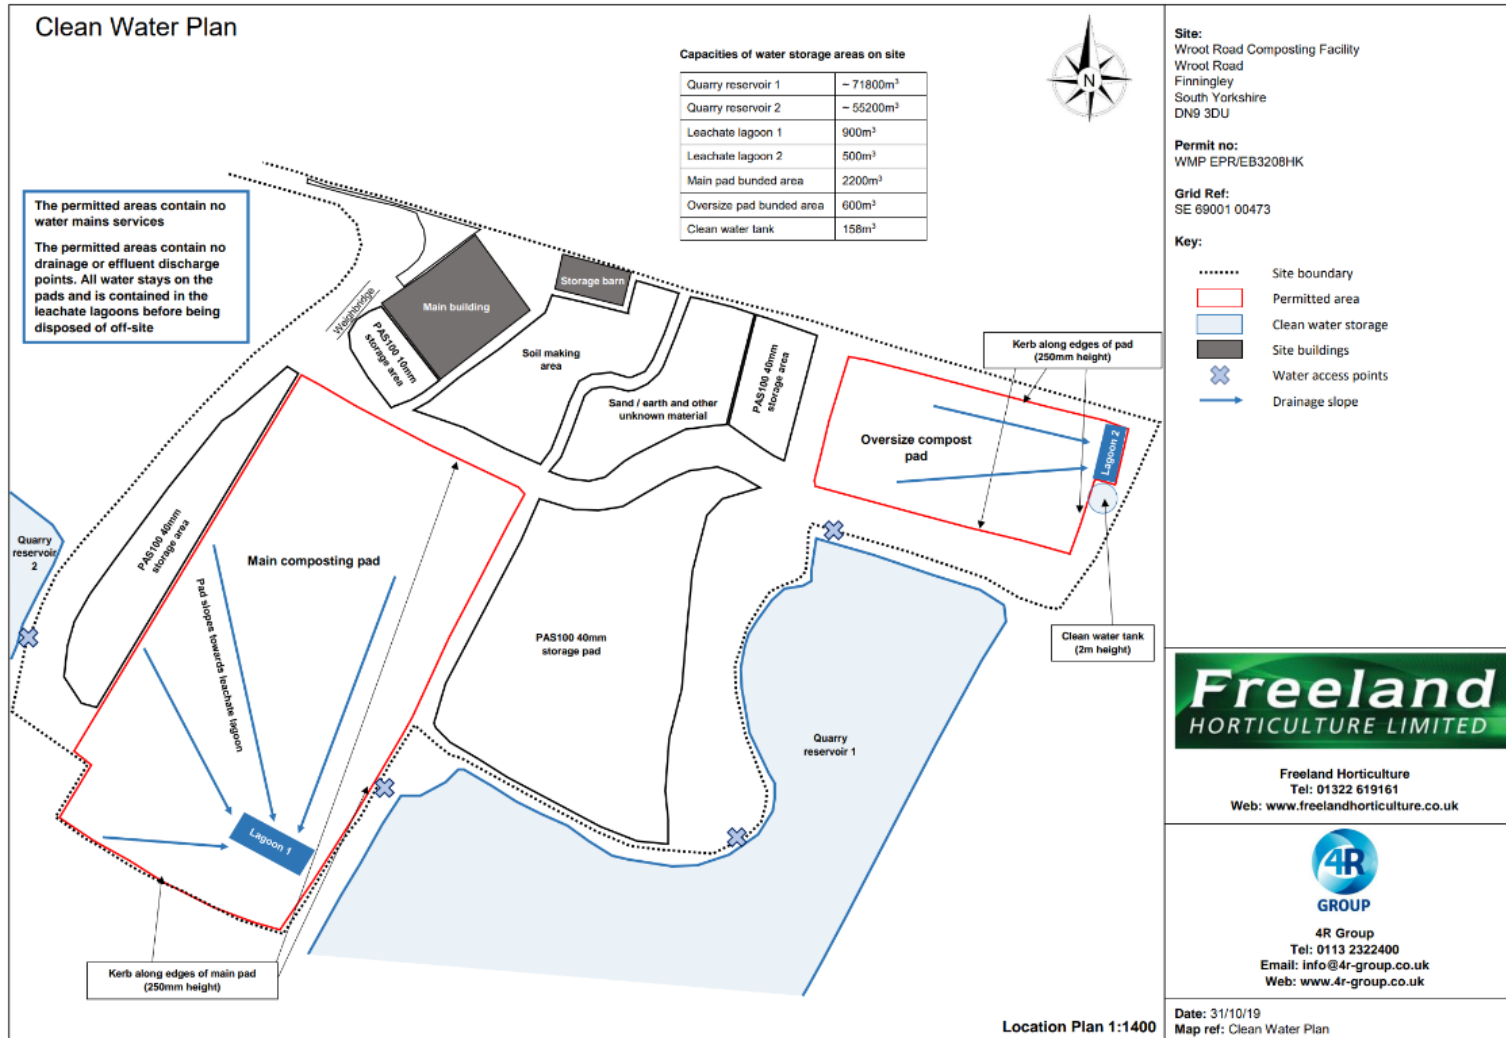 Clean Water Plan
Capacities of water storage areas on site
Quarry reservoir 1 ~ 71800m³
Quarry reservoir 2 ~ 55200m³
Leachate lagoon 1 900m³
Leachate lagoon 2 500m³
Main pad bunded area 2200m³
Oversize pad bunded area 600m³
Clean water tank 158m³
N
The permitted areas contain no
water mains services
The permitted areas contain no
drainage or effluent discharge
points. All water stays on the
pads and is contained in the
leachate lagoons before being
disposed of off-site
Weighbridge
Main building
Storage barn
PAS100 10mm
storage area
Soil making
area
Sand / earth and other
unknown material
PAS100 40mm
storage area
Kerb along edges of pad
(250mm height)
Oversize compost
pad
Lagoon 2
Clean water tank
(2m height)
Quarry
reservoir
2
PAS100 40mm
storage area
Main composting pad
Pad slopes towards leachate lagoon
PAS100 40mm
storage pad
Quarry
reservoir 1
Lagoon 1
Kerb along edges of main pad
(250mm height)
Location Plan 1:1400
Site:
Wroot Road Composting Facility
Wroot Road
Finningley
South Yorkshire
DN9 3DU
Permit no:
WMP EPR/EB3208HK
Grid Ref:
SE 69001 00473
Key:
Site boundary
Permitted area
Clean water storage
Site buildings
Water access points
Drainage slope
Freeland
HORTICULTURE LIMITED
Freeland Horticulture
Tel: 01322 619161
Web: www.freelandhorticulture.co.uk
4R
GROUP
4R Group
Tel: 0113 2322400
Email: info@4r-group.co.uk
Web: www.4r-group.co.uk
Date: 31/10/19
Map ref: Clean Water Plan